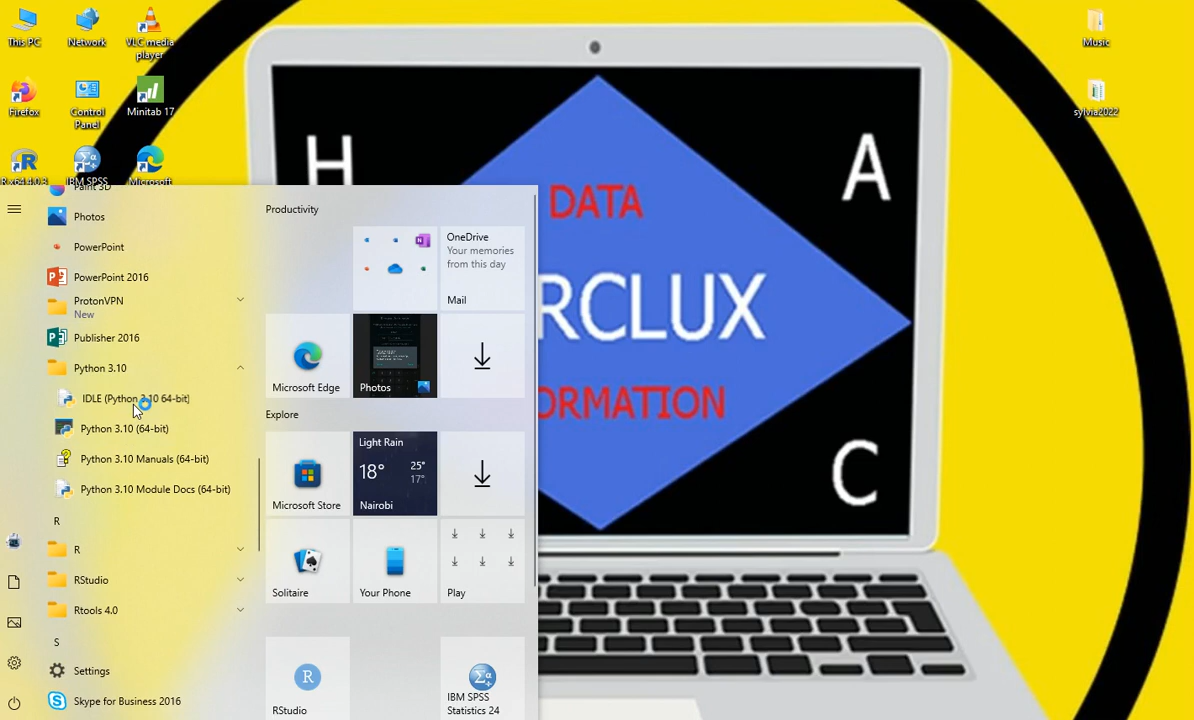 This PC
Network
VLC media
player
Music
Firefox
Control
Panel
Minitab 17
sylvia2022
R x64 4.0.3
IBM SPSS
Microsoft
H
A
C
DATA
RCLUX
ORMATION
Paint 3D
Photos
PowerPoint
PowerPoint 2016
ProtonVPN
New
Publisher 2016
Python 3.10
IDLE (Python 3.10 64-bit)
Python 3.10 (64-bit)
Python 3.10 Manuals (64-bit)
Python 3.10 Module Docs (64-bit)
R
R
RStudio
Rtools 4.0
S
Settings
Skype for Business 2016
Productivity
OneDrive
Your memories
from this day
Mail
Microsoft Edge
Photos
Explore
Microsoft Store
Light Rain
18°
25°
17°
Nairobi
Solitaire
Your Phone
Play
RStudio
IBM SPSS
Statistics 24